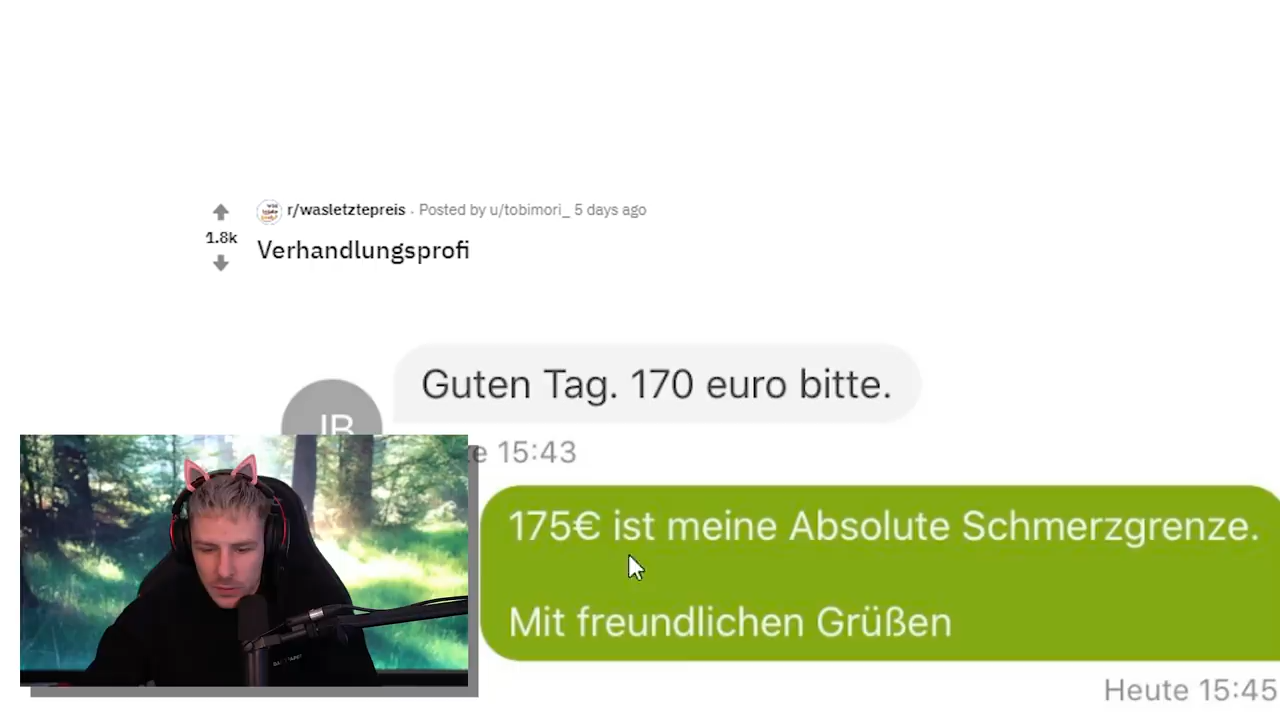 r/wasletztepreis · Posted by u/tobimori_ 5 days ago
1.8k
Verhandlungsprofi
Guten Tag. 170 euro bitte.
JB
e 15:43
175€ ist meine Absolute Schmerzgrenze.
Mit freundlichen Grüßen
Heute 15:45